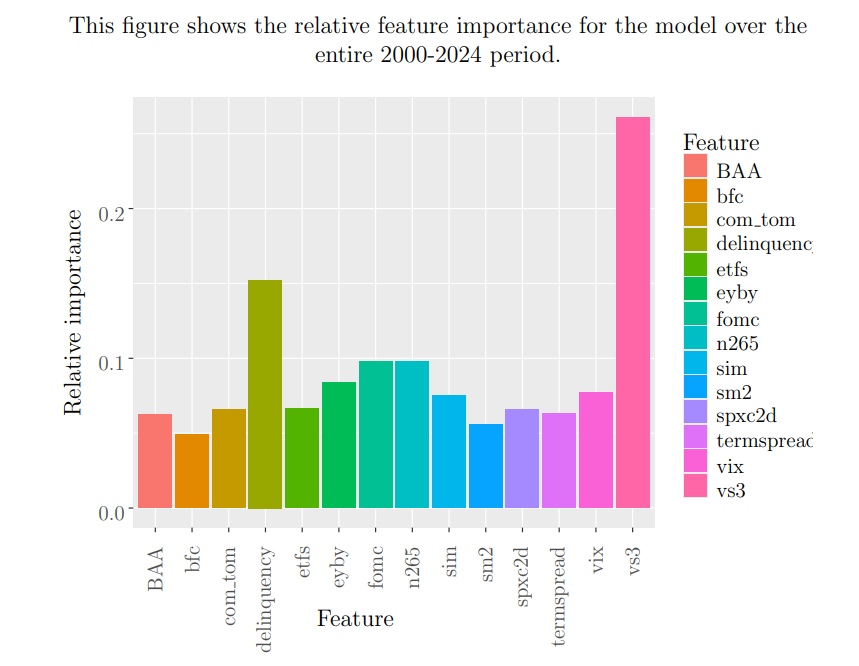 This figure shows the relative feature importance for the model over the
entire 2000-2024 period.
Relative importance
0.2
0.1
0.0
BAA
bfc
com_tom
delinquency
etfs
eyby
fomc
n265
sim
sm2
spxc2d
termspread
vix
vs3
Feature
Feature
BAA
bfc
com_tom
delinquency
etfs
eyby
fomc
n265
sim
sm2
spxc2d
termspread
vix
vs3